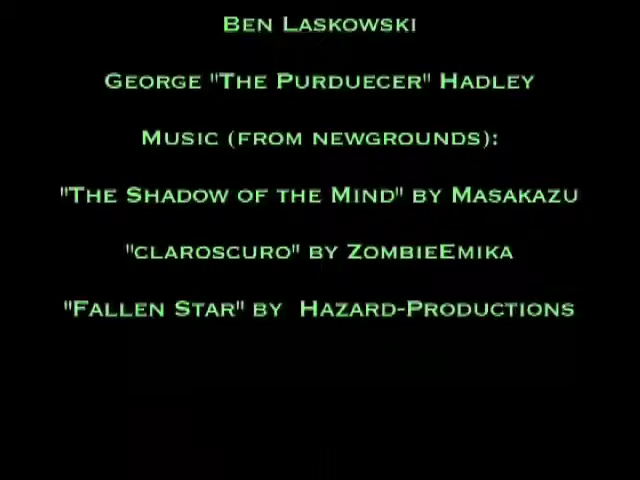 Ben Laskowski
George "The Purduecer" Hadley
Music (from newgrounds):
"The Shadow of the Mind" by Masakazu
"claroscuro" by ZombieEmika
"Fallen Star" by Hazard-Productions